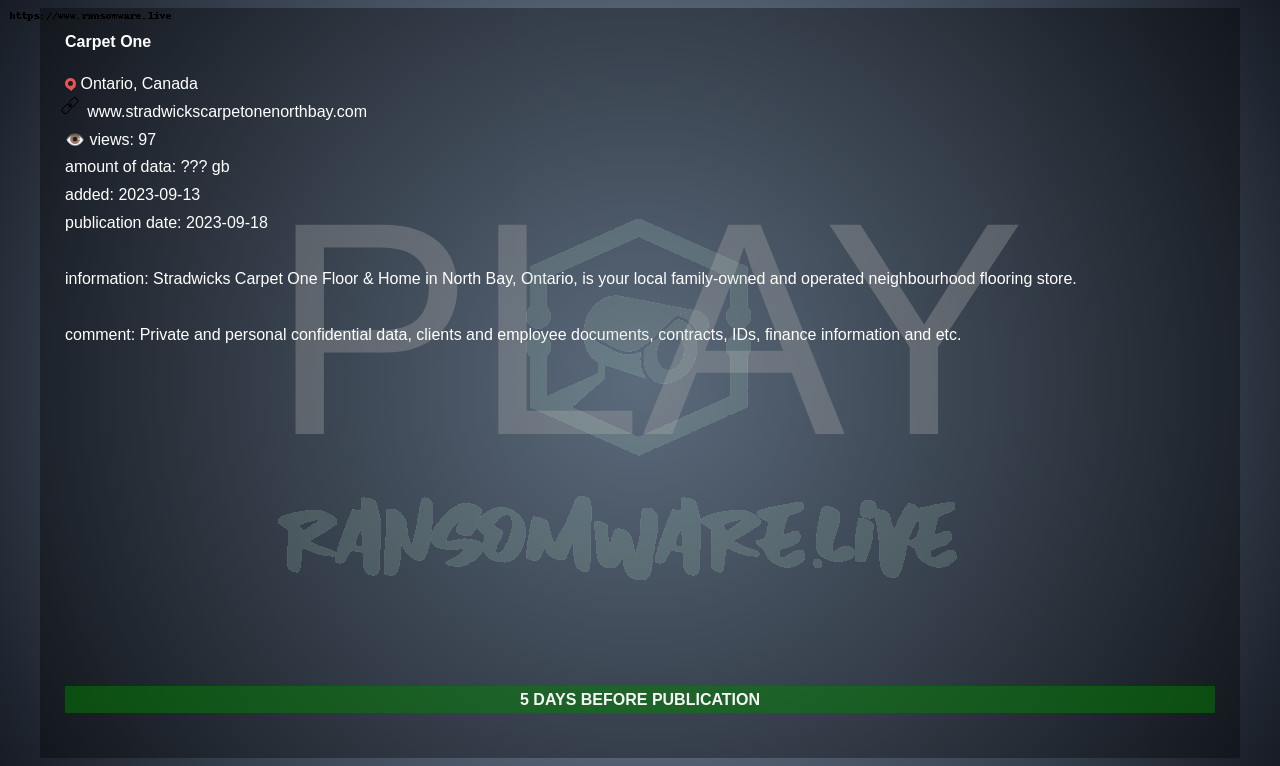 https://www.ransomware.live
Carpet One
Ontario, Canada
www.stradwickscarpetonenorthbay.com
views: 97
amount of data: ??? gb
added: 2023-09-13
publication date: 2023-09-18
information: Stradwicks Carpet One Floor & Home in North Bay, Ontario, is your local family-owned and operated neighbourhood flooring store.
comment: Private and personal confidential data, clients and employee documents, contracts, IDs, finance information and etc.
PLAY
RANSOMWARE.LIVE
5 DAYS BEFORE PUBLICATION